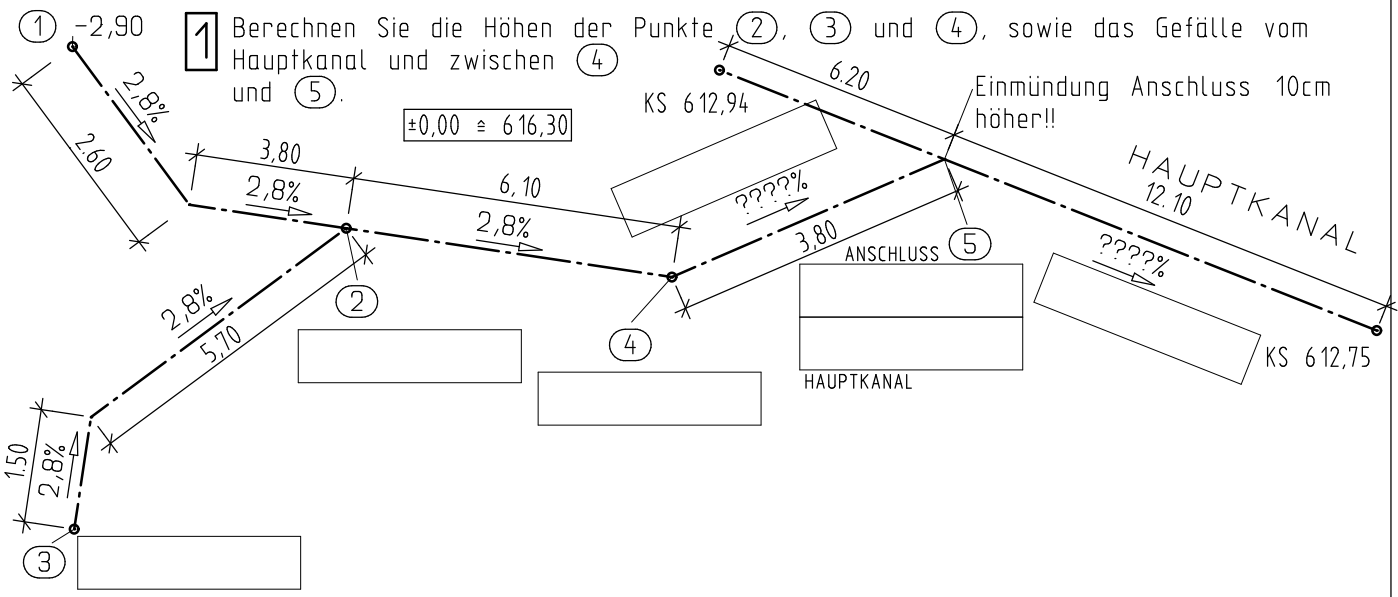 1 -2,90
1 Berechnen Sie die Höhen der Punkte 2, 3 und 4, sowie das Gefälle vom
Hauptkanal und zwischen 4
und 5.
±0,00 ≙ 616,30
2,8%
2.60
3,80
2,8%
6,10
2,8%
KS 612,94
6.20
Einmündung Anschluss 10cm
höher!!
HAUPTKANAL
12.10
????%
3,80
5
ANSCHLUSS
HAUPTKANAL
????%
KS 612,75
2
4
2,8%
5,70
1.50
2,8%
3